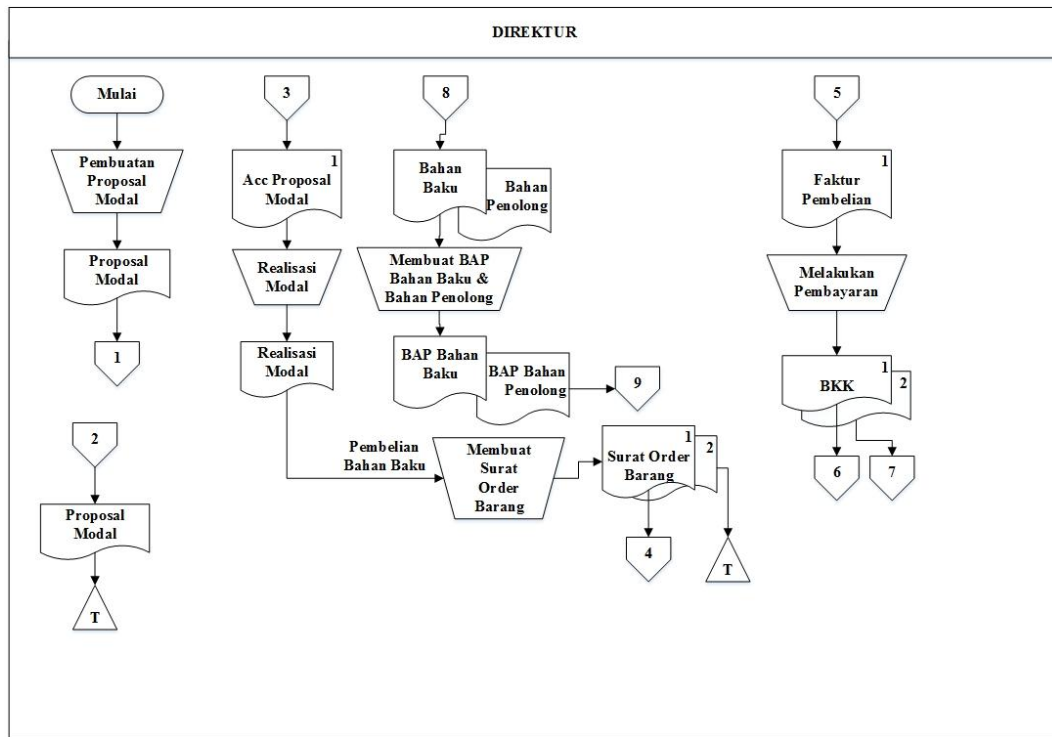 DIREKTUR
Mulai
Pembuatan
Proposal
Modal
Proposal
Modal
1
2
Proposal
Modal
T
3
1
Acc Proposal
Modal
Realisasi
Modal
Realisasi
Modal
Pembelian
Bahan Baku
Membuat
Surat
Order
Barang
1
2
Surat Order
Barang
4
T
8
Bahan
Baku
Bahan
Penolong
Membuat BAP
Bahan Baku &
Bahan Penolong
BAP Bahan
Baku
BAP Bahan
Penolong
9
5
1
Faktur
Pembelian
Melakukan
Pembayaran
1
2
BKK
6
7